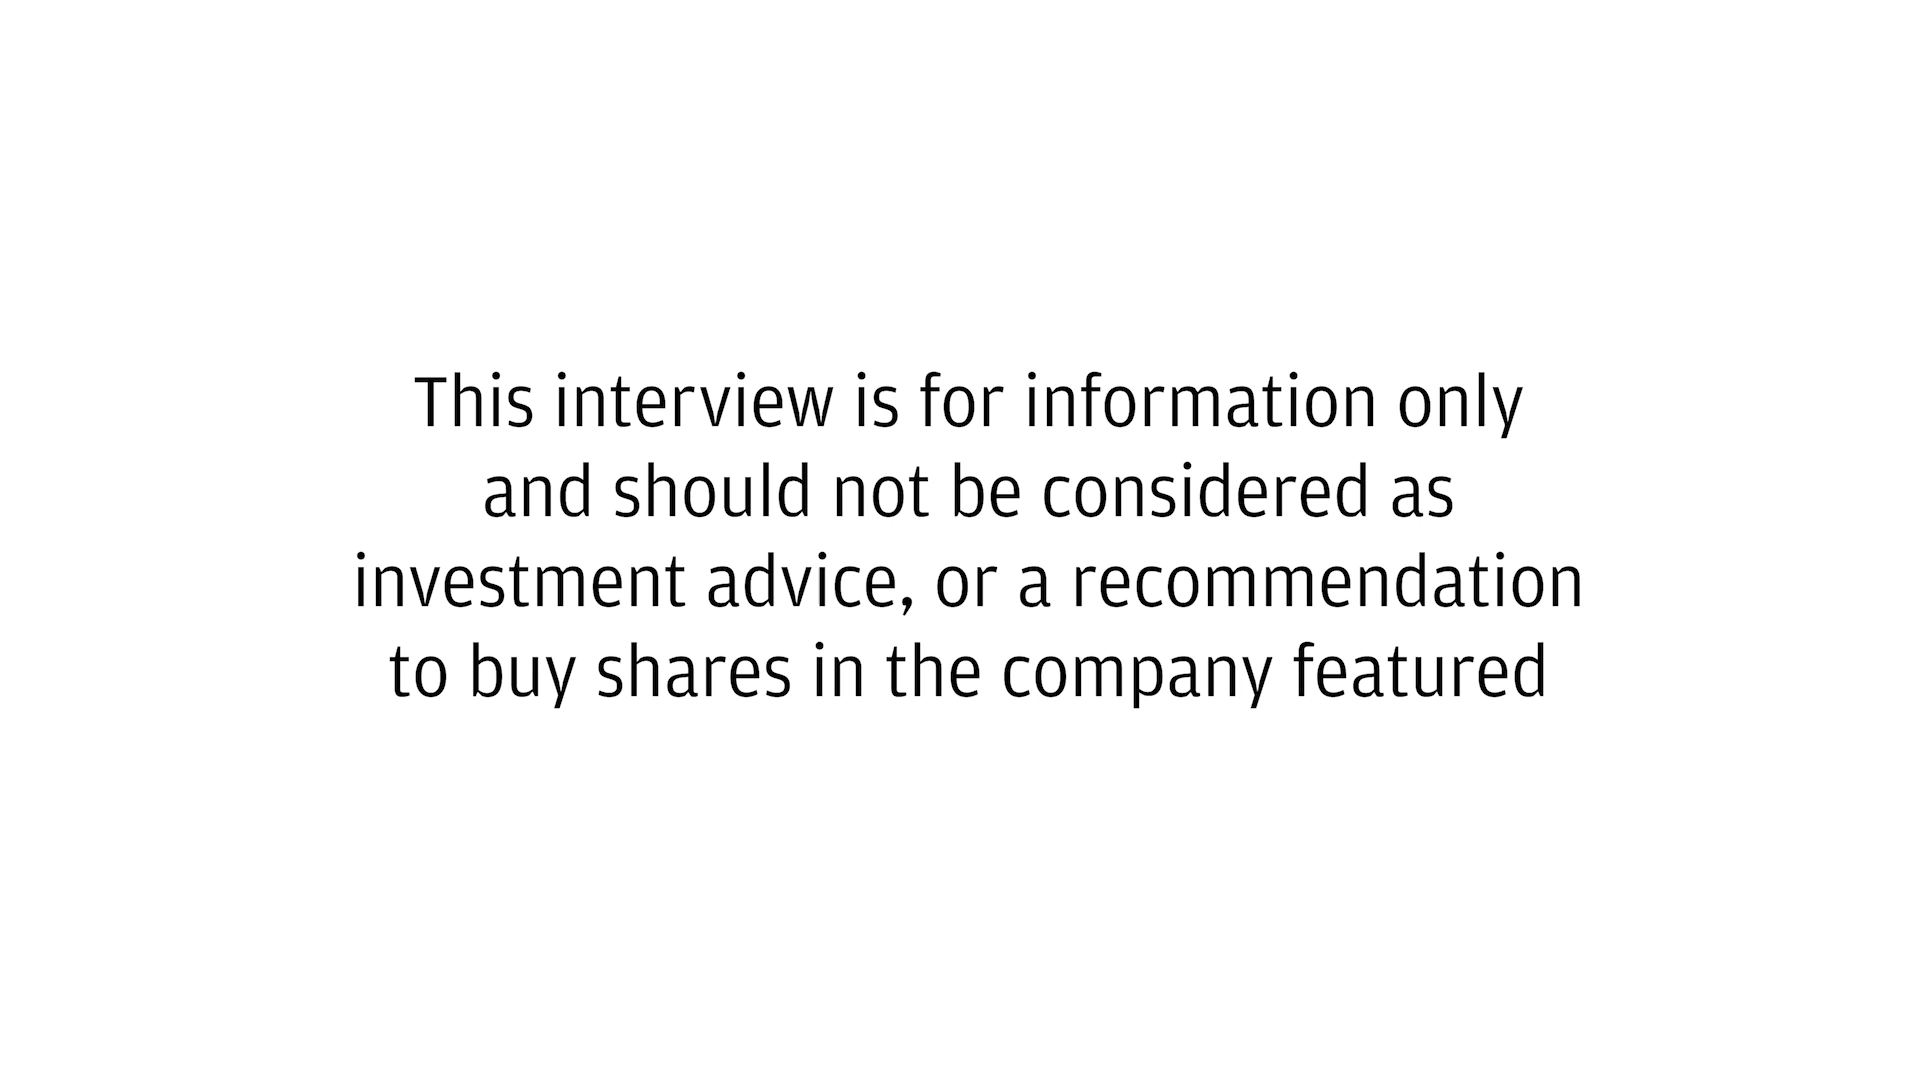 This interview is for information only
and should not be considered as
investment advice, or a recommendation
to buy shares in the company featured